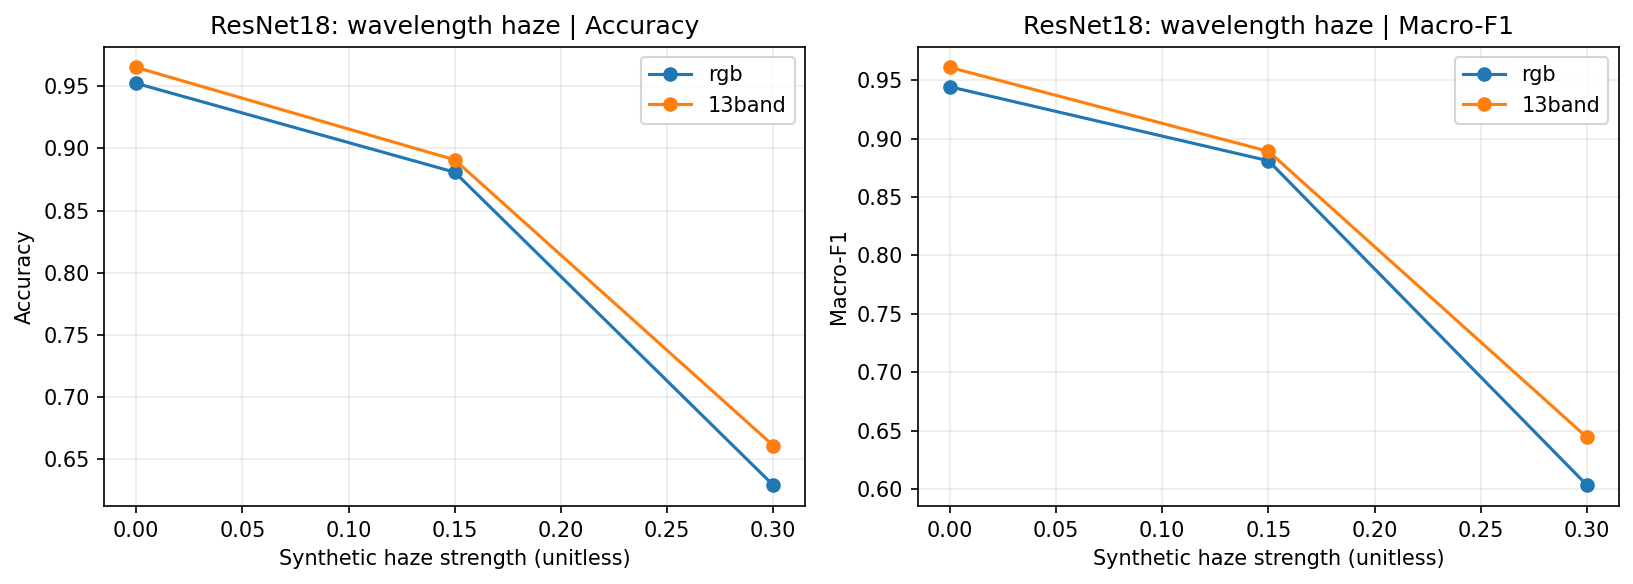 ResNet18: wavelength haze | Accuracy
rgb
13band
0.95
0.90
0.85
0.80
0.75
0.70
0.65
Accuracy
0.00 0.05 0.10 0.15 0.20 0.25 0.30
Synthetic haze strength (unitless)
ResNet18: wavelength haze | Macro-F1
rgb
13band
0.95
0.90
0.85
0.80
0.75
0.70
0.65
0.60
Macro-F1
0.00 0.05 0.10 0.15 0.20 0.25 0.30
Synthetic haze strength (unitless)